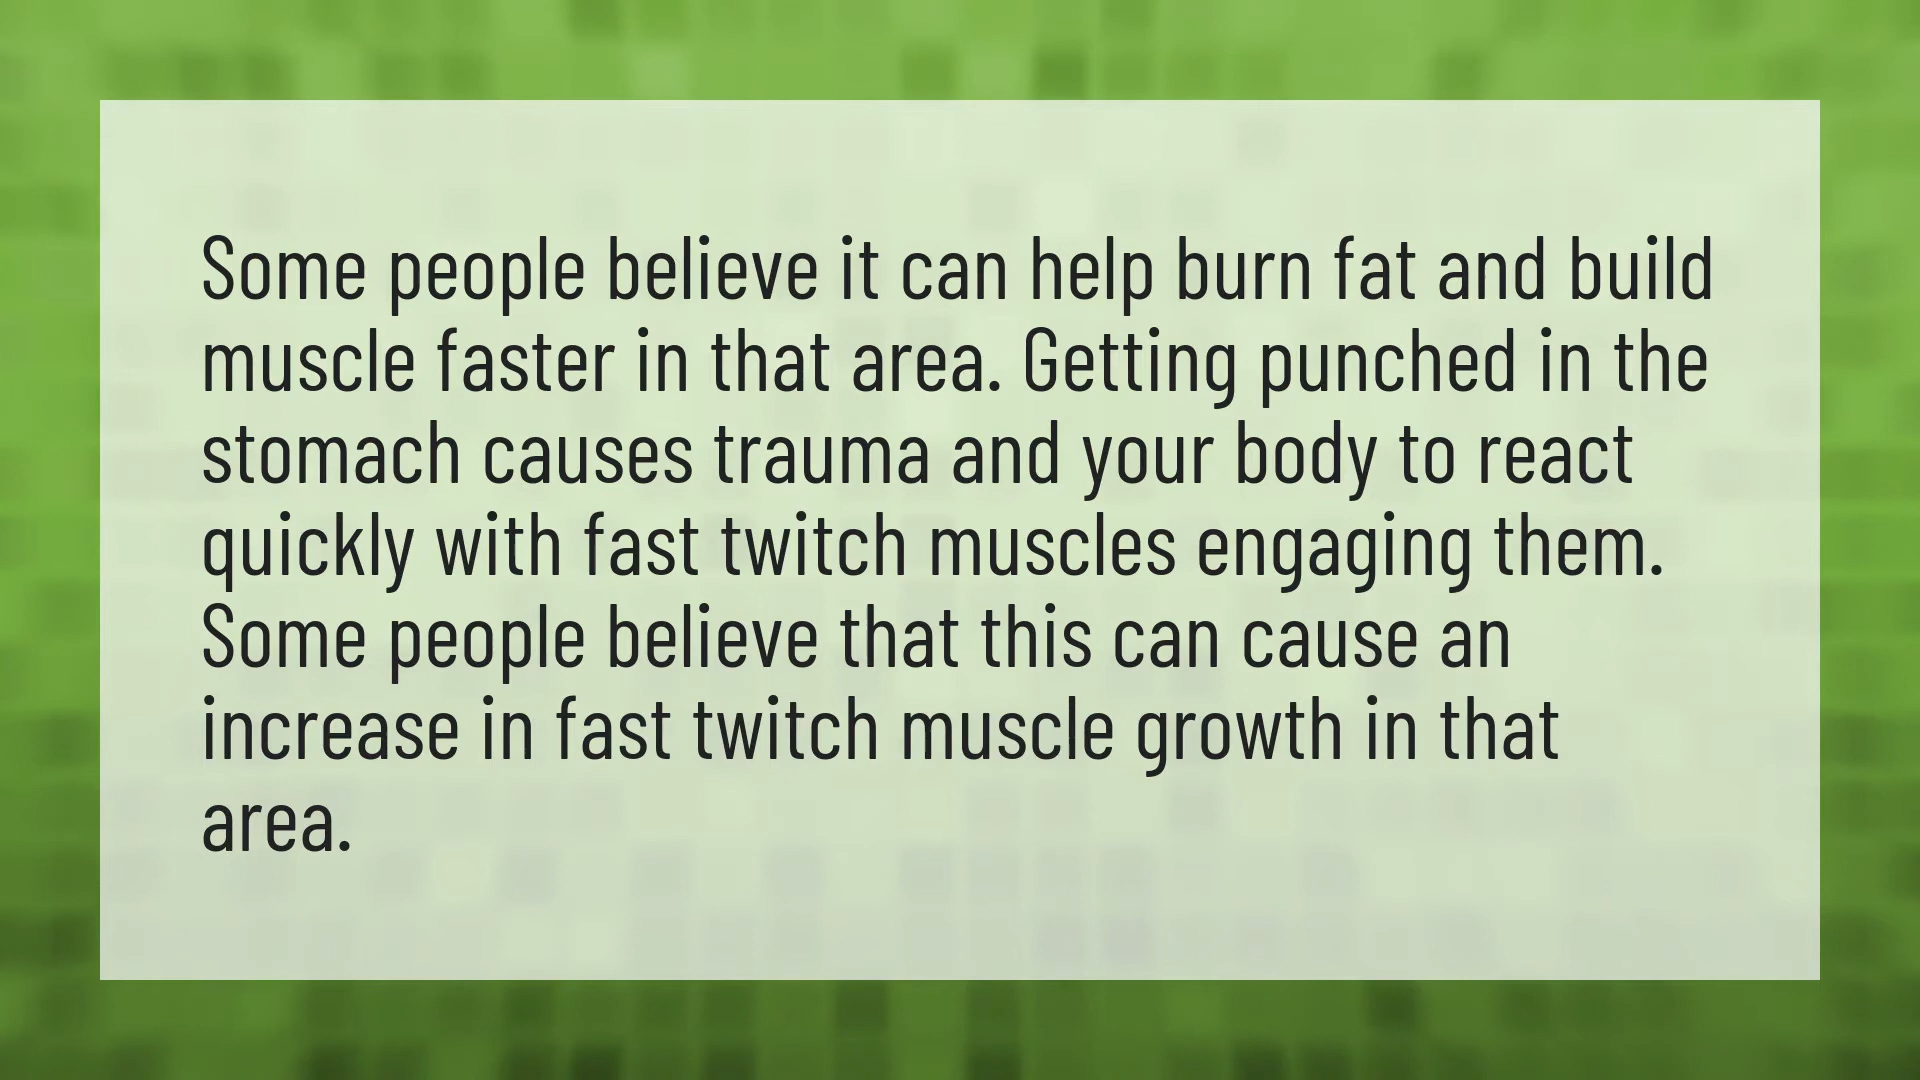 Some people believe it can help burn fat and build
muscle faster in that area. Getting punched in the
stomach causes trauma and your body to react
quickly with fast twitch muscles engaging them.
Some people believe that this can cause an
increase in fast twitch muscle growth in that
area.